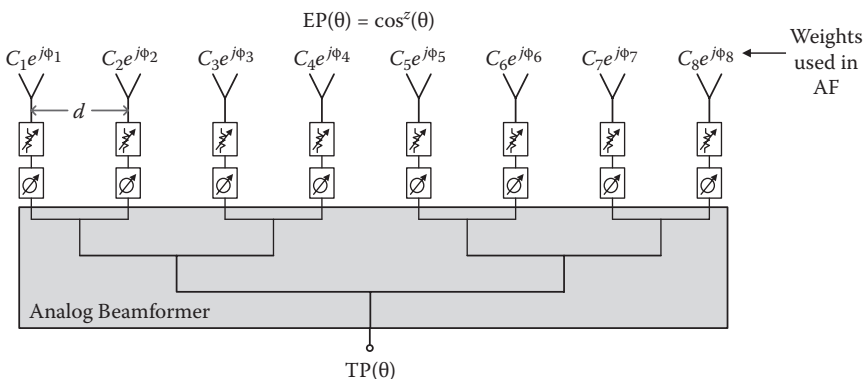 EP(θ) = cos^z(θ)
C₁e^{jϕ₁} C₂e^{jϕ₂} C₃e^{jϕ₃} C₄e^{jϕ₄} C₅e^{jϕ₅} C₆e^{jϕ₆} C₇e^{jϕ₇} C₈e^{jϕ₈}
Weights
used in
AF
d
Analog Beamformer
TP(θ)